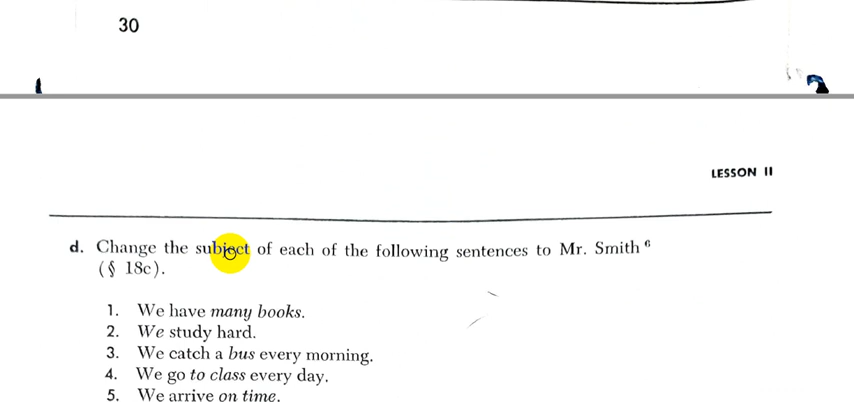 30
LESSON II
d. Change the subject of each of the following sentences to Mr. Smith 6
(§ 18c).
1. We have many books.
2. We study hard.
3. We catch a bus every morning.
4. We go to class every day.
5. We arrive on time.